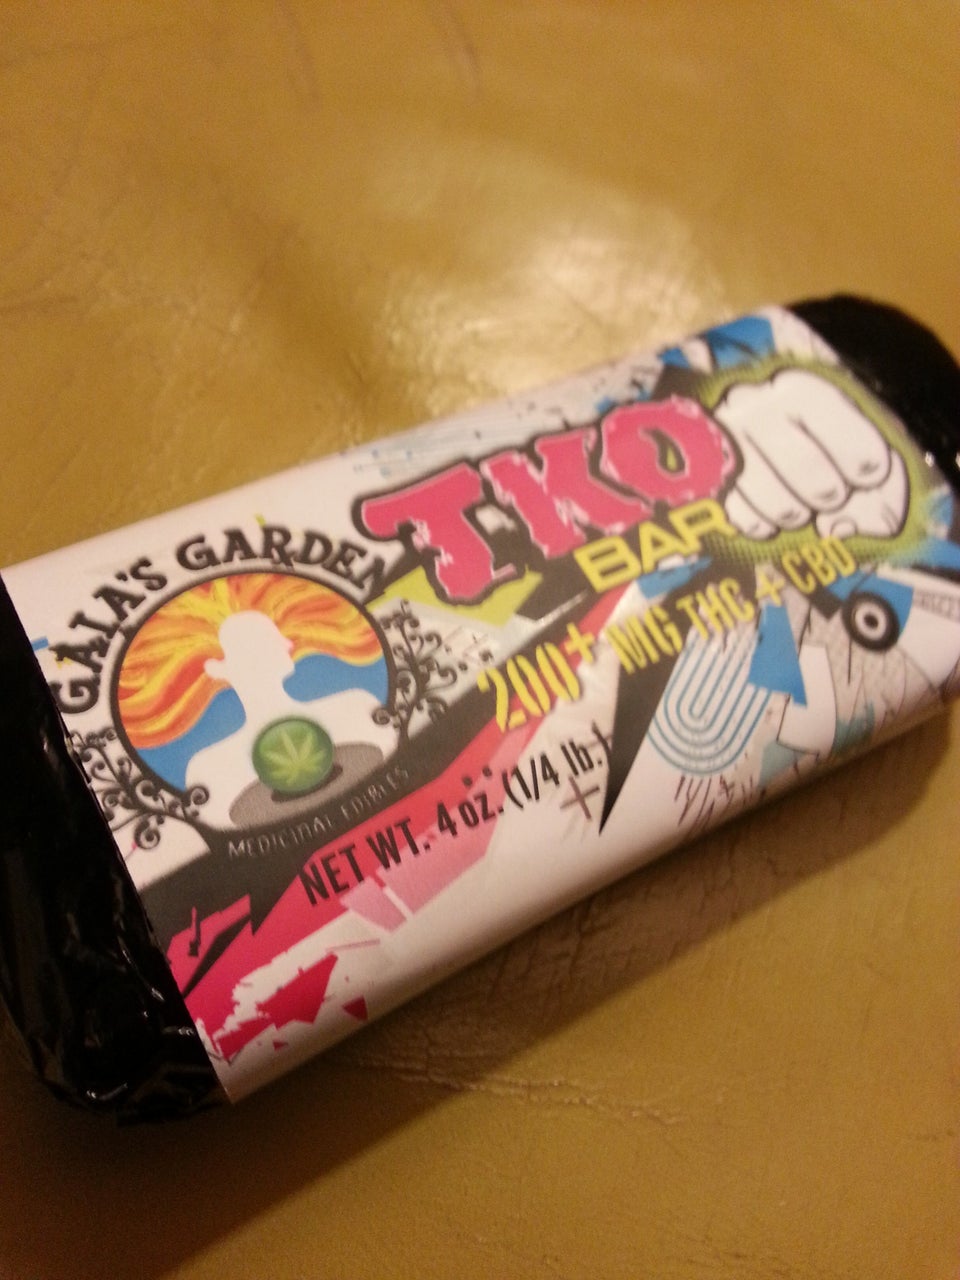 GAIA'S GARDEN
MEDICINAL EDIBLES
TKO
BAR
200+ MG THC + CBD
NET WT. 4 oz. (1/4 lb.)